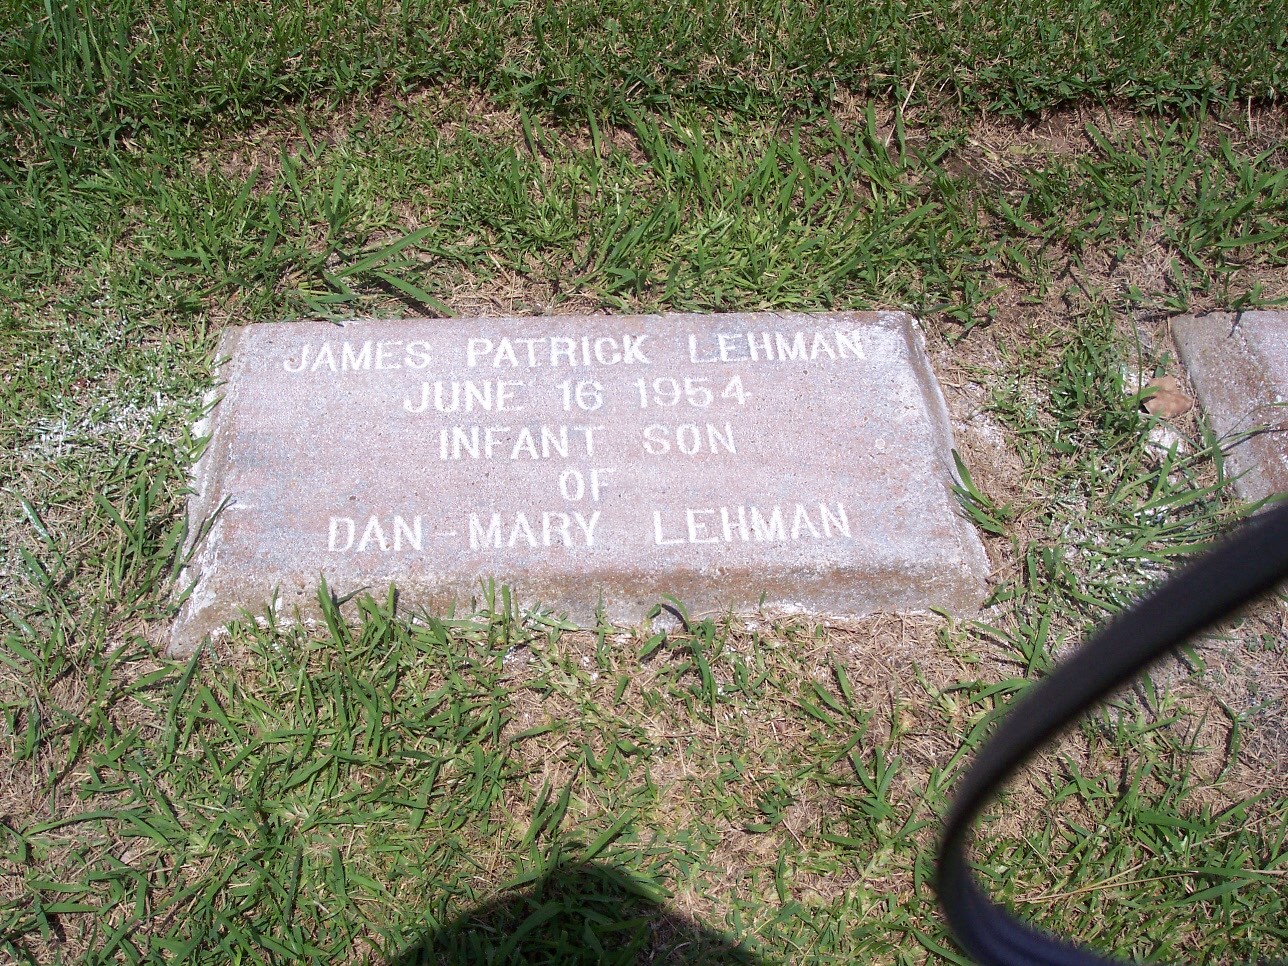 JAMES PATRICK LEHMAN
JUNE 16 1954
INFANT SON
OF
DAN - MARY LEHMAN